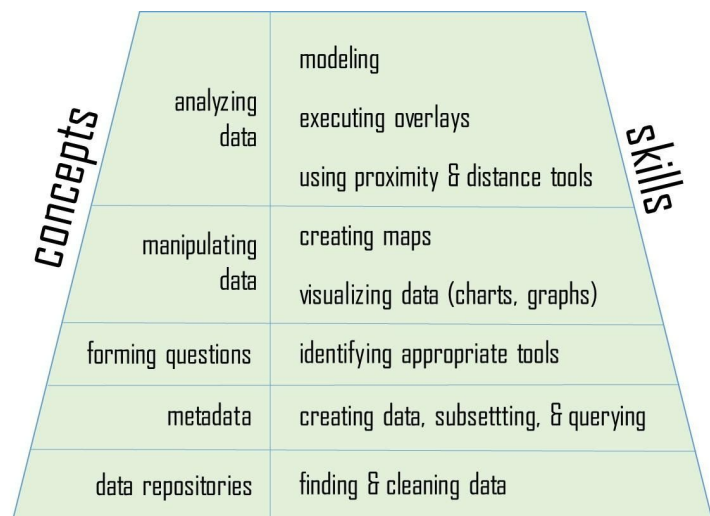 concepts
skills
analyzing
data
modeling
executing overlays
using proximity & distance tools
manipulating
data
creating maps
visualizing data (charts, graphs)
forming questions
identifying appropriate tools
metadata
creating data, subsettting, & querying
data repositories
finding & cleaning data